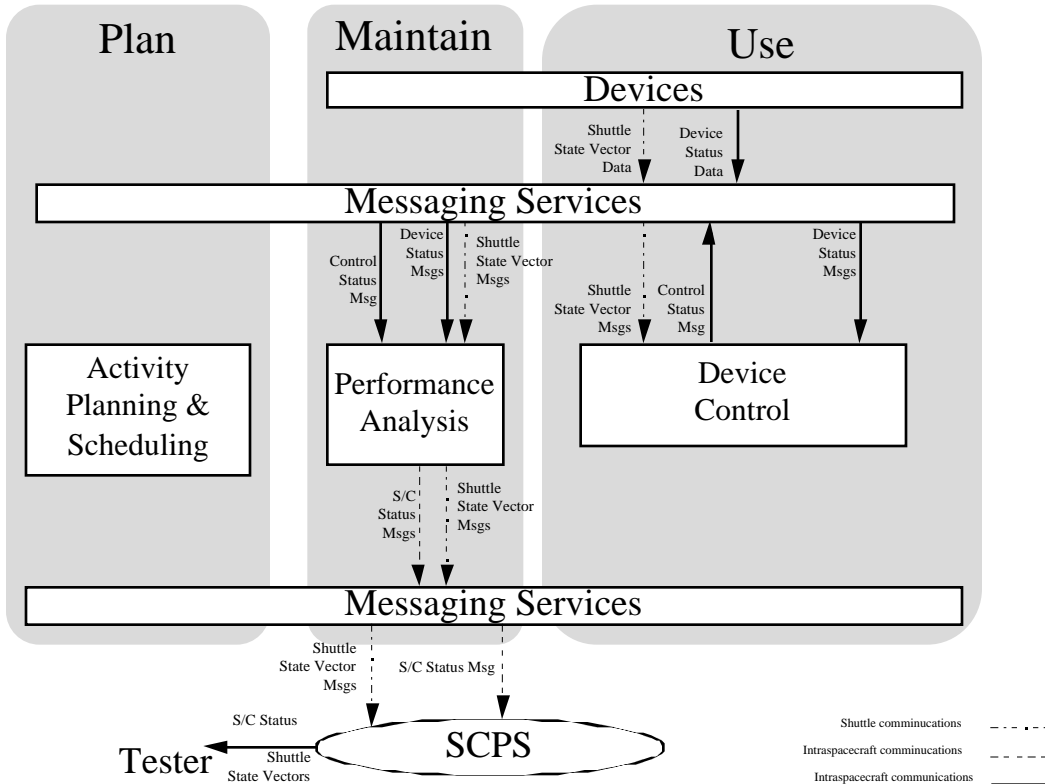 Plan
Maintain
Use
Devices
Shuttle
State Vector
Data
Device
Status
Data
Messaging Services
Control
Status
Msg
Device
Status
Msgs
Shuttle
State Vector
Msgs
Shuttle
State Vector
Msgs
Control
Status
Msg
Device
Status
Msgs
Activity
Planning &
Scheduling
Performance
Analysis
Device
Control
S/C
Status
Msgs
Shuttle
State Vector
Msgs
Messaging Services
Shuttle
State Vector
Msgs
S/C Status Msg
S/C Status
Tester
Shuttle
State Vectors
SCPS
Shuttle comminucations
Intraspacecraft comminucations
Intraspacecraft comminucations